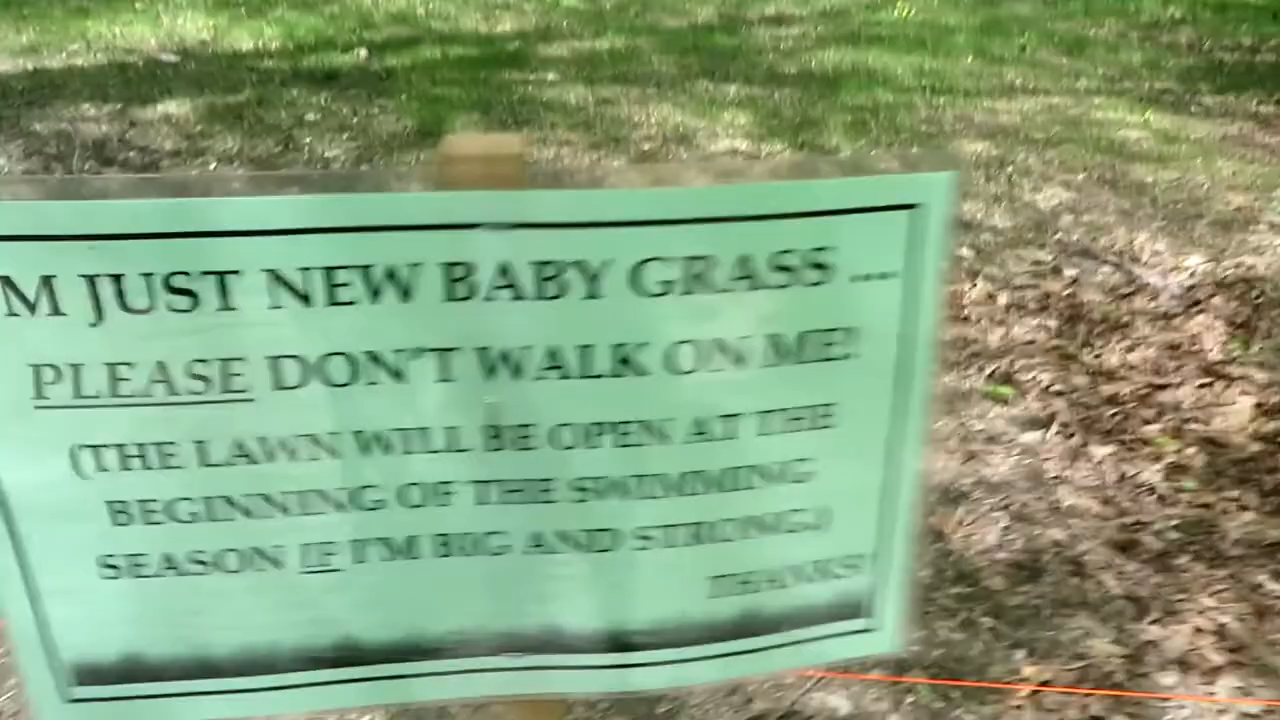 M JUST NEW BABY GRASS ....
PLEASE DON'T WALK ON ME!
(THE LAWN WILL BE OPEN AT THE
BEGINNING OF THE SWIMMING
SEASON IF I'M BIG AND STRONG.)
THANKS!